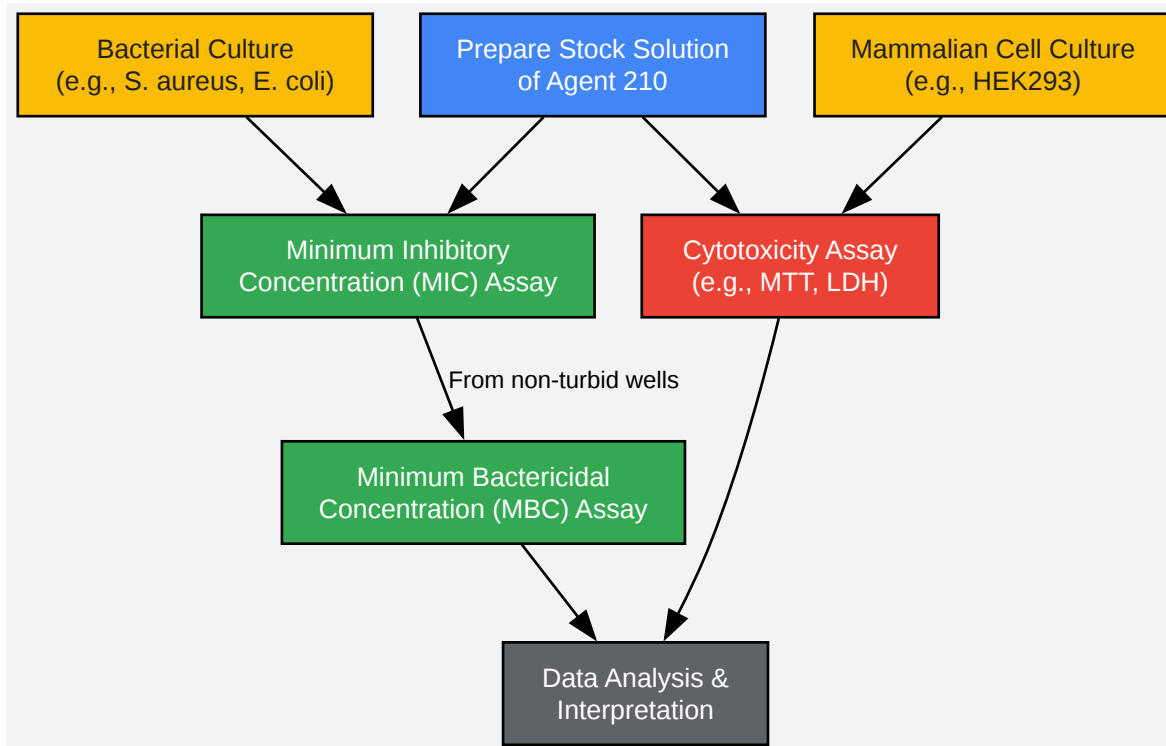 Bacterial Culture
(e.g., S. aureus, E. coli)
Prepare Stock Solution
of Agent 210
Mammalian Cell Culture
(e.g., HEK293)
Minimum Inhibitory
Concentration (MIC) Assay
Cytotoxicity Assay
(e.g., MTT, LDH)
From non-turbid wells
Minimum Bactericidal
Concentration (MBC) Assay
Data Analysis &
Interpretation